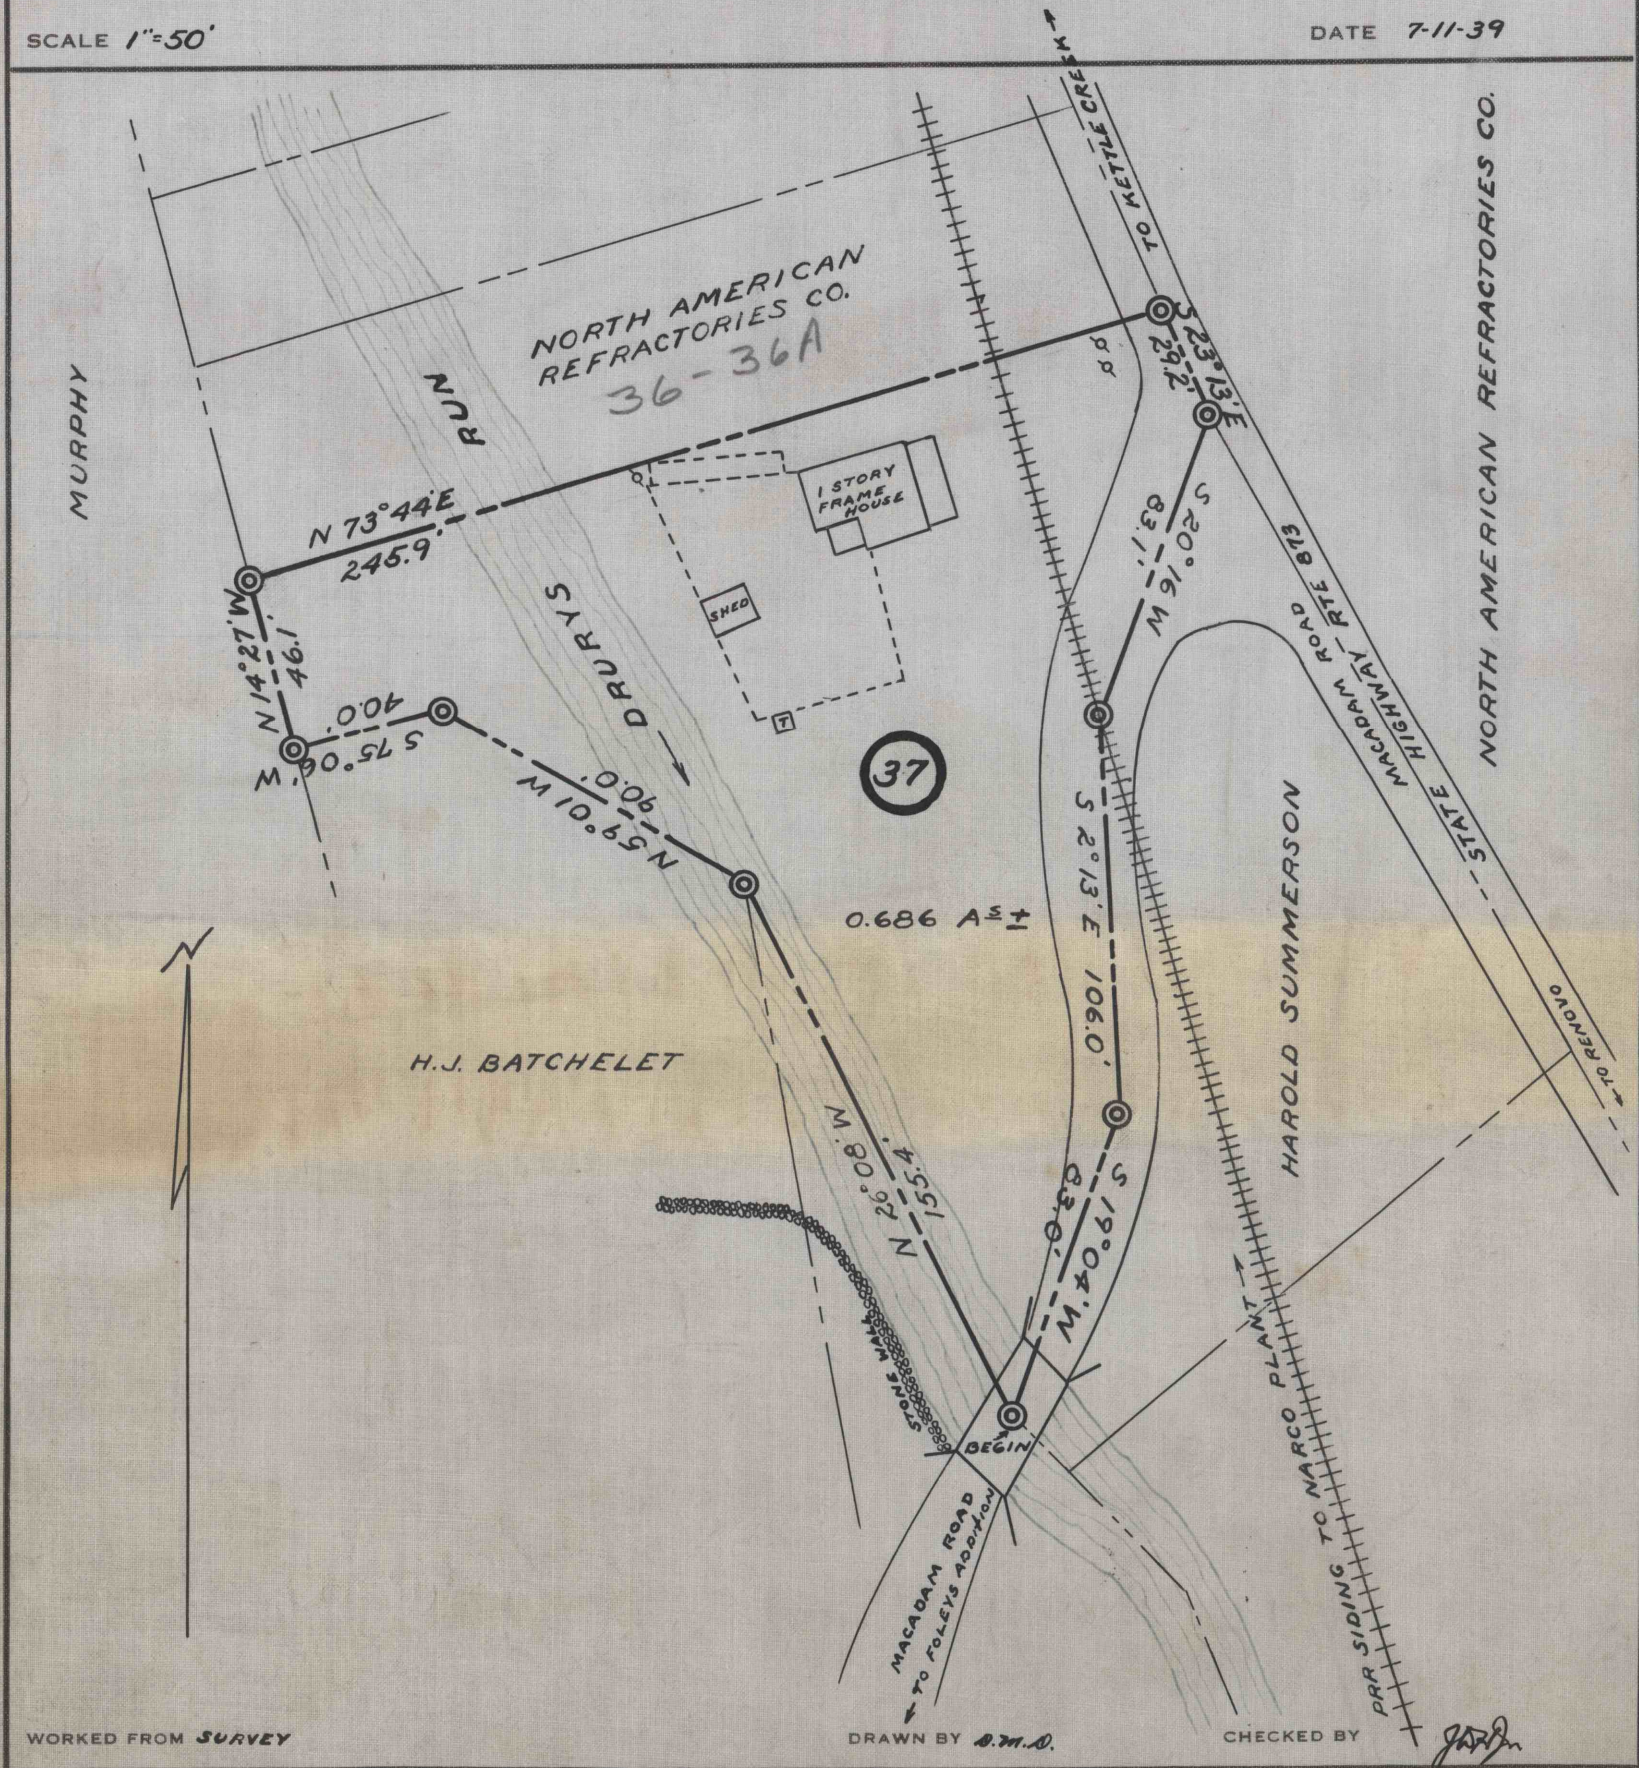 SCALE 1"=50'
DATE 7-11-39
TO KETTLE CREEK
NORTH AMERICAN REFRACTORIES CO.
NORTH AMERICAN
REFRACTORIES CO.
36-36A
MURPHY
RUN
DRURYS
S 23°13'E
29.2'
N 73°44'E
245.9'
1 STORY
FRAME
HOUSE
SHED
T
S 20°16'W
83.1'
MACADAM ROAD
STATE HIGHWAY - RTE 873
N 14°27'W
46.1'
40.0'
S 75°06'W
N 59°01'W
90.0'
37
S 2°13'E 106.0'
0.686 AS ±
HAROLD SUMMERSON
TO RENOVO
N
H.J. BATCHELET
N 26°08'W
155.4'
S 19°04'W
83.0'
STONE WALL
BEGIN
MACADAM ROAD
TO FOLEYS ADDITION
PRR SIDING TO NARCO PLANT
WORKED FROM SURVEY
DRAWN BY D.M.D.
CHECKED BY